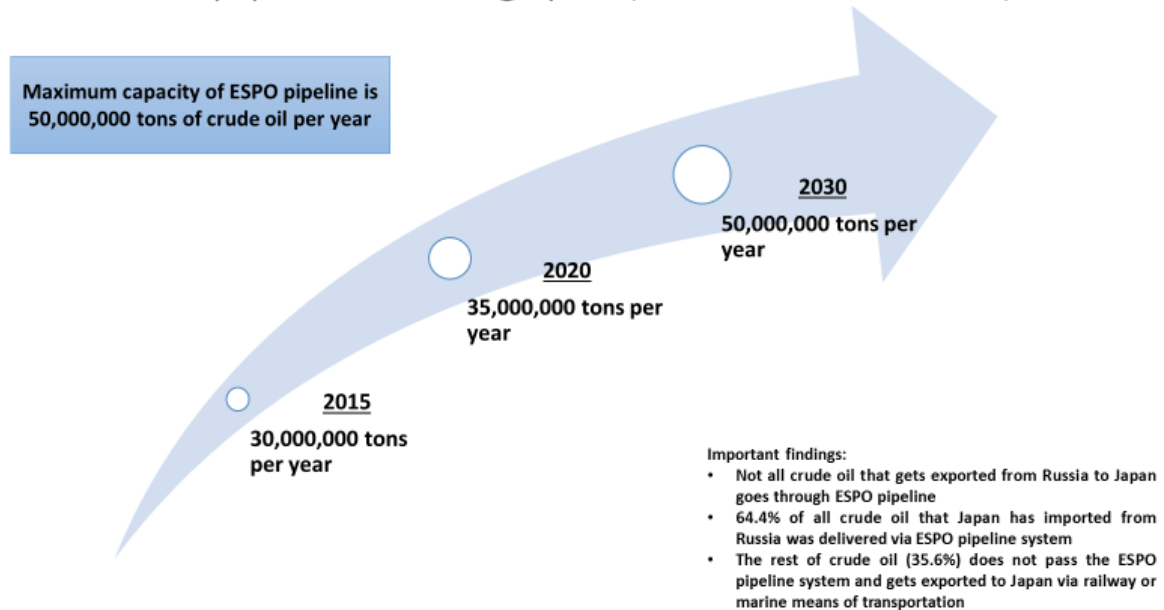 Maximum capacity of ESPO pipeline is
50,000,000 tons of crude oil per year
2030
50,000,000 tons per
year
2020
35,000,000 tons per
year
2015
30,000,000 tons
per year
Important findings:
• Not all crude oil that gets exported from Russia to Japan
goes through ESPO pipeline
• 64.4% of all crude oil that Japan has imported from
Russia was delivered via ESPO pipeline system
• The rest of crude oil (35.6%) does not pass the ESPO
pipeline system and gets exported to Japan via railway or
marine means of transportation